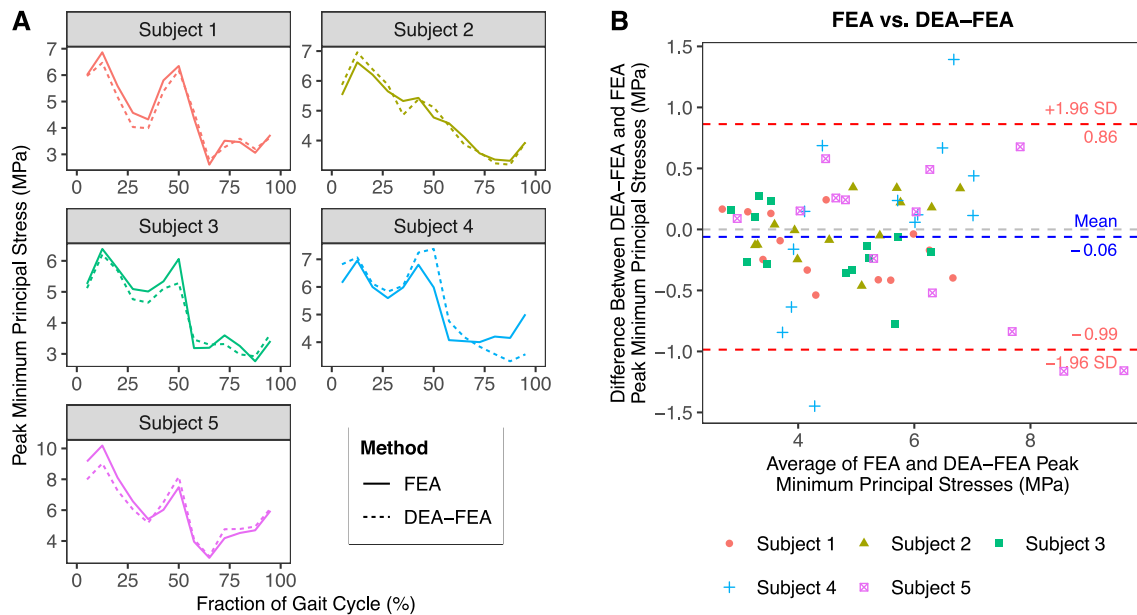 A
Peak Minimum Principal Stress (MPa)
Subject 1
7
6
5
4
3
0 25 50 75 100
Subject 2
7
6
5
4
0 25 50 75 100
Subject 3
6
5
4
3
0 25 50 75 100
Subject 4
7
6
5
4
0 25 50 75 100
Subject 5
10
8
6
4
0 25 50 75 100
Method
FEA
DEA−FEA
Fraction of Gait Cycle (%)
B
FEA vs. DEA−FEA
Difference Between DEA−FEA and FEA
Peak Minimum Principal Stresses (MPa)
1.5
1.0
0.5
0.0
−0.5
−1.0
−1.5
+1.96 SD
0.86
Mean
−0.06
−0.99
−1.96 SD
4 6 8
Average of FEA and DEA−FEA Peak
Minimum Principal Stresses (MPa)
Subject 1 Subject 2 Subject 3
Subject 4 Subject 5